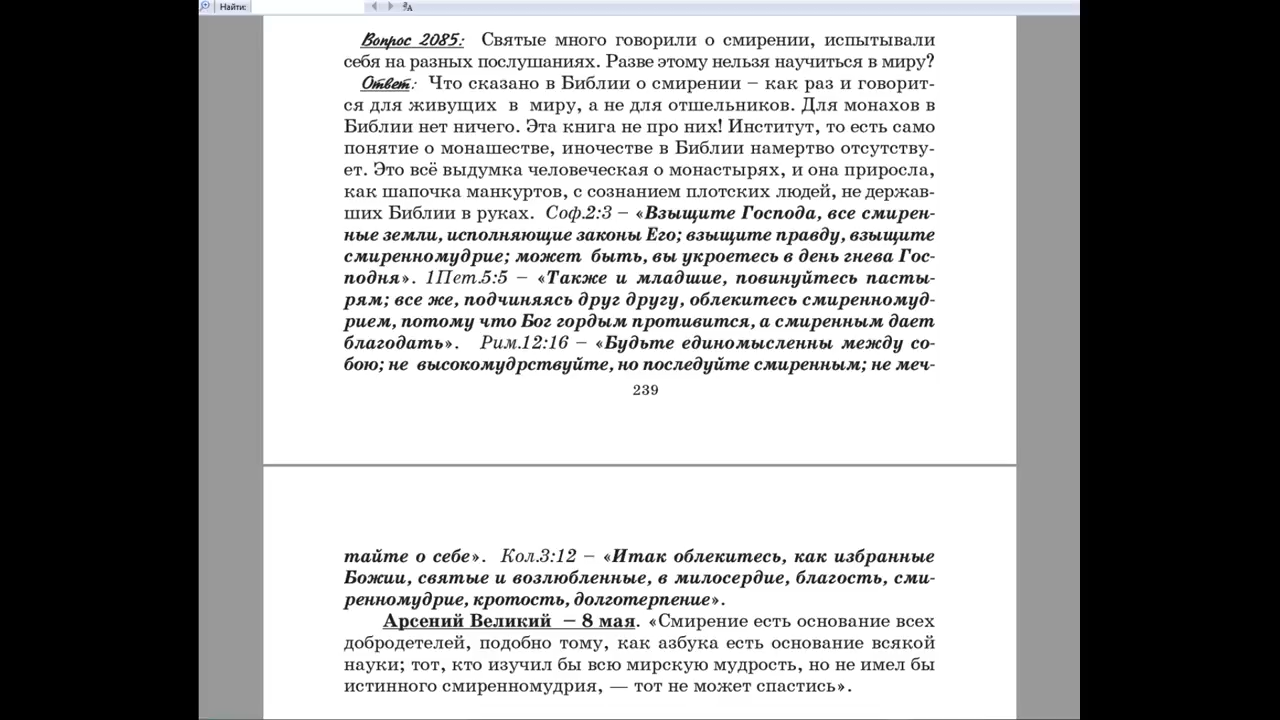 Найти:
Вопрос 2085: Святые много говорили о смирении, испытывали
себя на разных послушаниях. Разве этому нельзя научиться в миру?
Ответ: Что сказано в Библии о смирении – как раз и говорит-
ся для живущих в миру, а не для отшельников. Для монахов в
Библии нет ничего. Эта книга не про них! Институт, то есть само
понятие о монашестве, иночестве в Библии намертво отсутству-
ет. Это всё выдумка человеческая о монастырях, и она приросла,
как шапочка манкуртов, с сознанием плотских людей, не держав-
ших Библии в руках. Соф.2:3 – «Взыщите Господа, все смирен-
ные земли, исполняющие законы Его; взыщите правду, взыщите
смиренномудрие; может быть, вы укроетесь в день гнева Гос-
подня». 1Пет.5:5 – «Также и младшие, повинуйтесь пасты-
рям; все же, подчиняясь друг другу, облекитесь смиренномуд-
рием, потому что Бог гордым противится, а смиренным дает
благодать». Рим.12:16 – «Будьте единомысленны между со-
бою; не высокомудрствуйте, но последуйте смиренным; не меч-
239
тайте о себе». Кол.3:12 – «Итак облекитесь, как избранные
Божии, святые и возлюбленные, в милосердие, благость, сми-
ренномудрие, кротость, долготерпение».
Арсений Великий – 8 мая. «Смирение есть основание всех
добродетелей, подобно тому, как азбука есть основание всякой
науки; тот, кто изучил бы всю мирскую мудрость, но не имел бы
истинного смиренномудрия, — тот не может спастись».